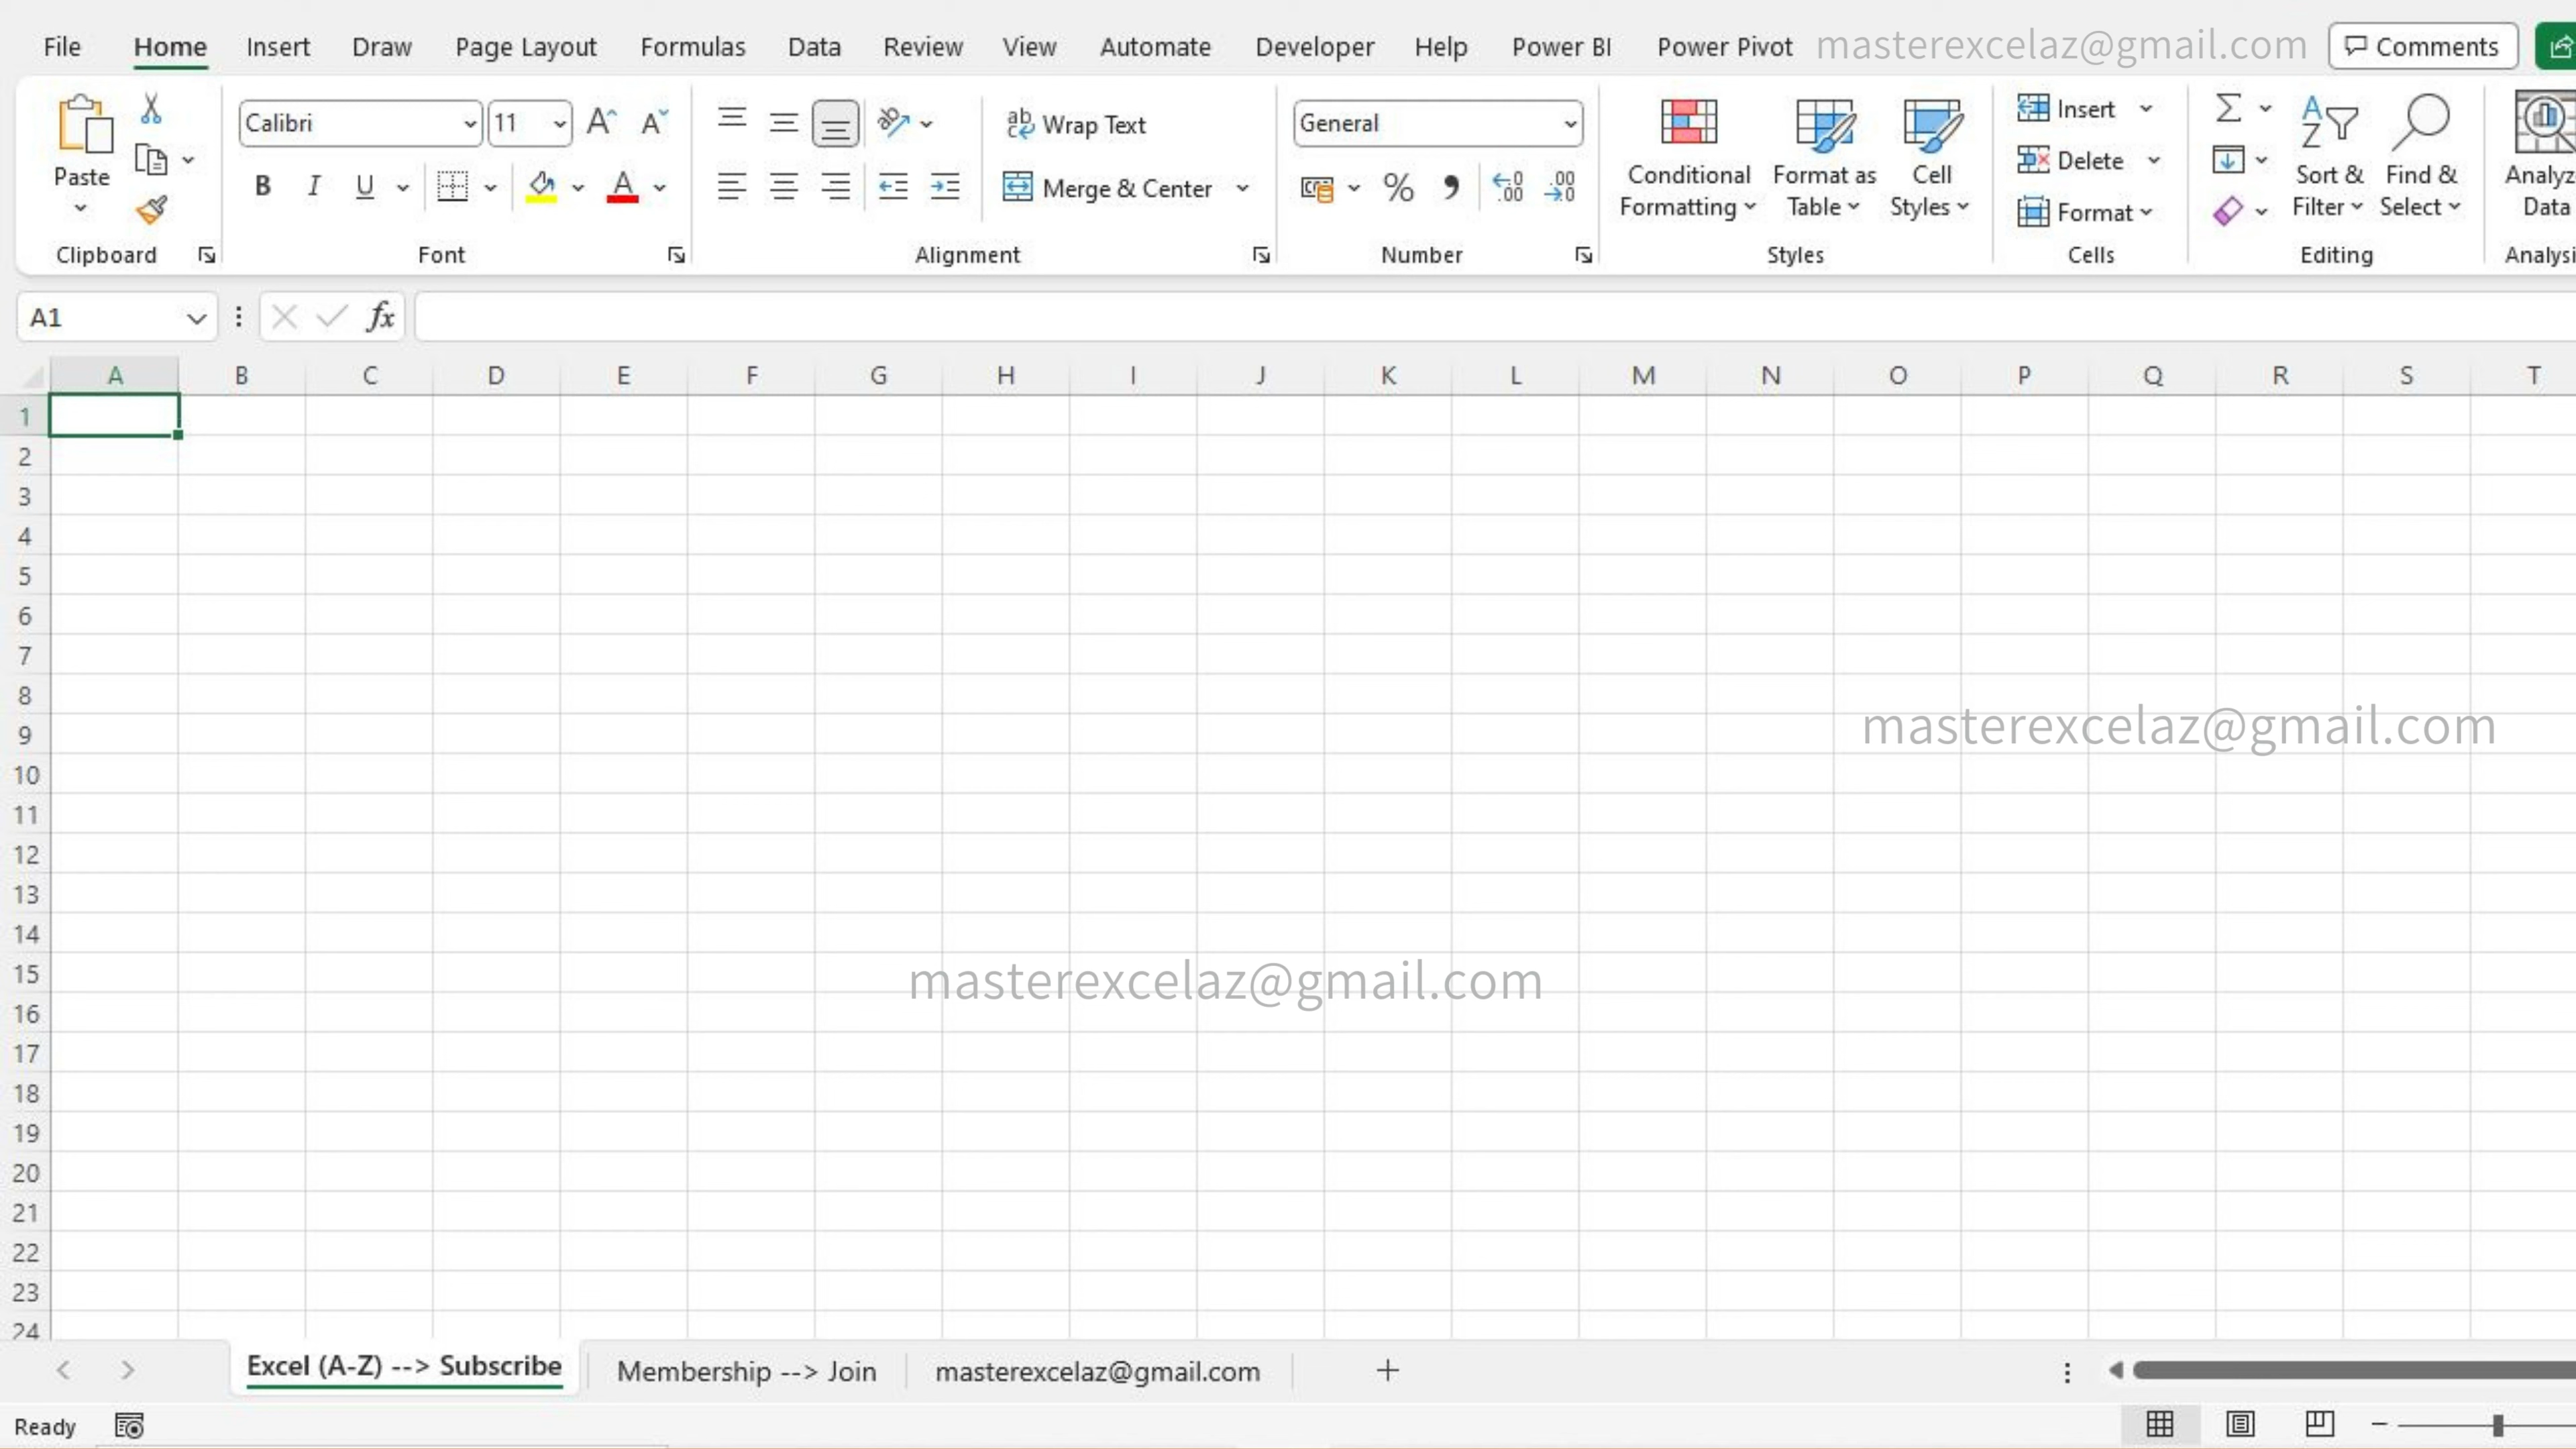 File Home Insert Draw Page Layout Formulas Data Review View Automate Developer Help Power BI Power Pivot masterexcelaz@gmail.com Comments
Calibri 11 Wrap Text General Insert
Paste Merge & Center Conditional Formatting Format as Table Cell Styles Delete Sort & Filter Find & Select Analyz Data
B I U A % Format
Clipboard Font Alignment Number Styles Cells Editing Analysi
A1 fx
A B C D E F G H I J K L M N O P Q R S T
1
2
3
4
5
6
7
8
9 masterexcelaz@gmail.com
10
11
12
13
14
15 masterexcelaz@gmail.com
16
17
18
19
20
21
22
23
24
Excel (A-Z) --> Subscribe Membership --> Join masterexcelaz@gmail.com
Ready